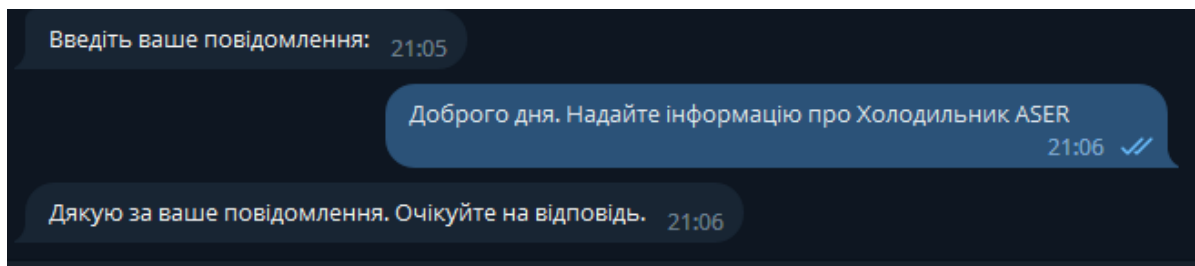 Введіть ваше повідомлення: 21:05
Доброго дня. Надайте інформацію про Холодильник ASER
21:06
Дякую за ваше повідомлення. Очікуйте на відповідь. 21:06